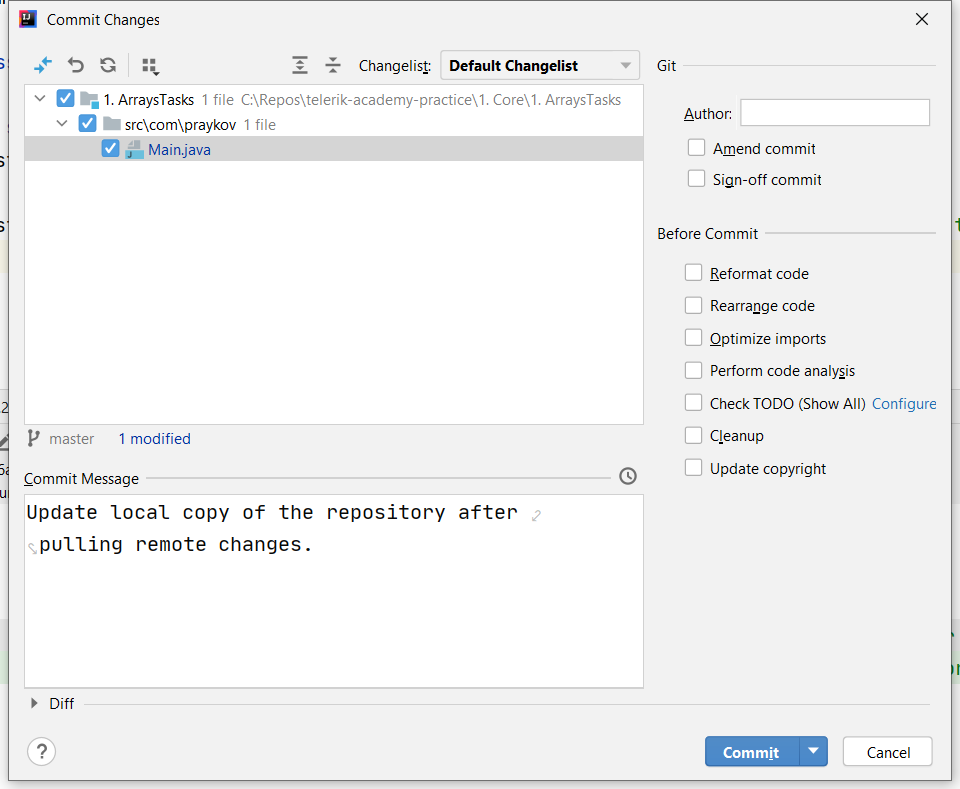 Commit Changes
Changelist: Default Changelist
1. ArraysTasks 1 file C:\Repos\telerik-academy-practice\1. Core\1. ArraysTasks
src\com\praykov 1 file
Main.java
master 1 modified
Commit Message
Update local copy of the repository after
pulling remote changes.
Diff
Git
Author:
Amend commit
Sign-off commit
Before Commit
Reformat code
Rearrange code
Optimize imports
Perform code analysis
Check TODO (Show All) Configure
Cleanup
Update copyright
?
Commit
Cancel